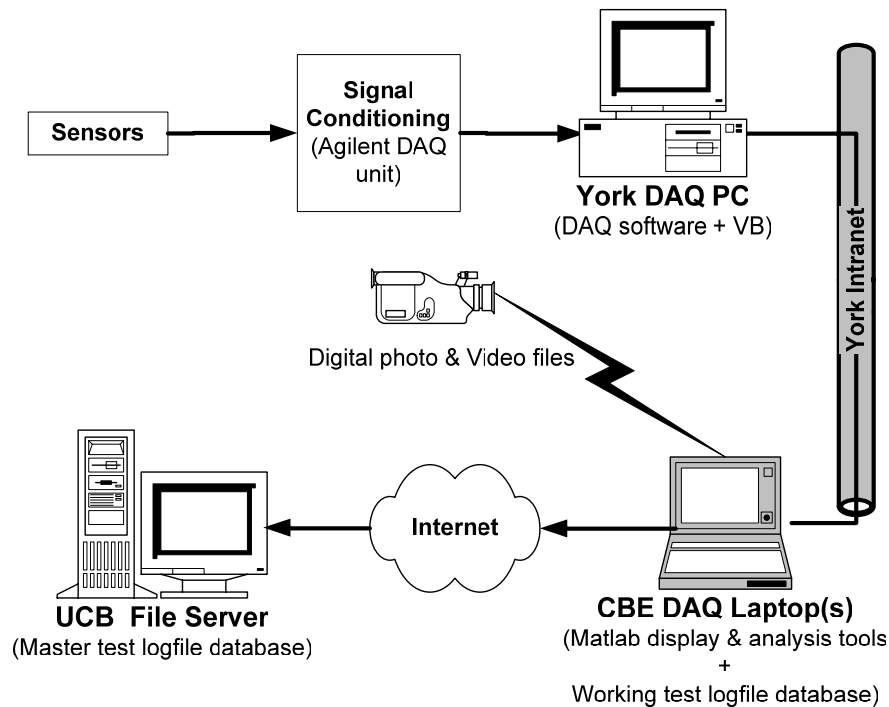 Sensors
Signal
Conditioning
(Agilent DAQ
unit)
York DAQ PC
(DAQ software + VB)
York Intranet
Digital photo & Video files
Internet
UCB File Server
(Master test logfile database)
CBE DAQ Laptop(s)
(Matlab display & analysis tools
+
Working test logfile database)